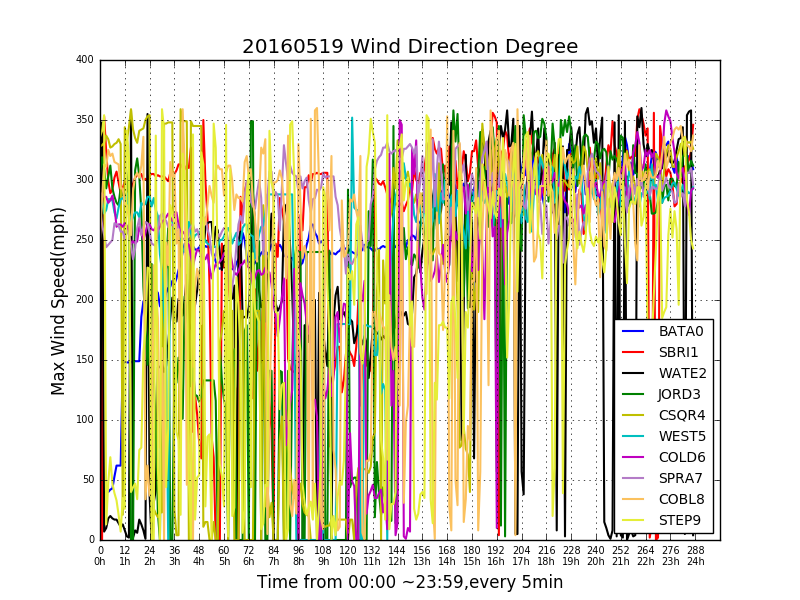 20160519 Wind Direction Degree
Max Wind Speed(mph)
400
350
300
250
200
150
100
50
0
BATA0
SBRI1
WATE2
JORD3
CSQR4
WEST5
COLD6
SPRA7
COBL8
STEP9
0 12 24 36 48 60 72 84 96 108 120 132 144 156 168 180 192 204 216 228 240 252 264 276 288
0h 1h 2h 3h 4h 5h 6h 7h 8h 9h 10h 11h 12h 13h 14h 15h 16h 17h 18h 19h 20h 21h 22h 23h 24h
Time from 00:00 ~23:59,every 5min